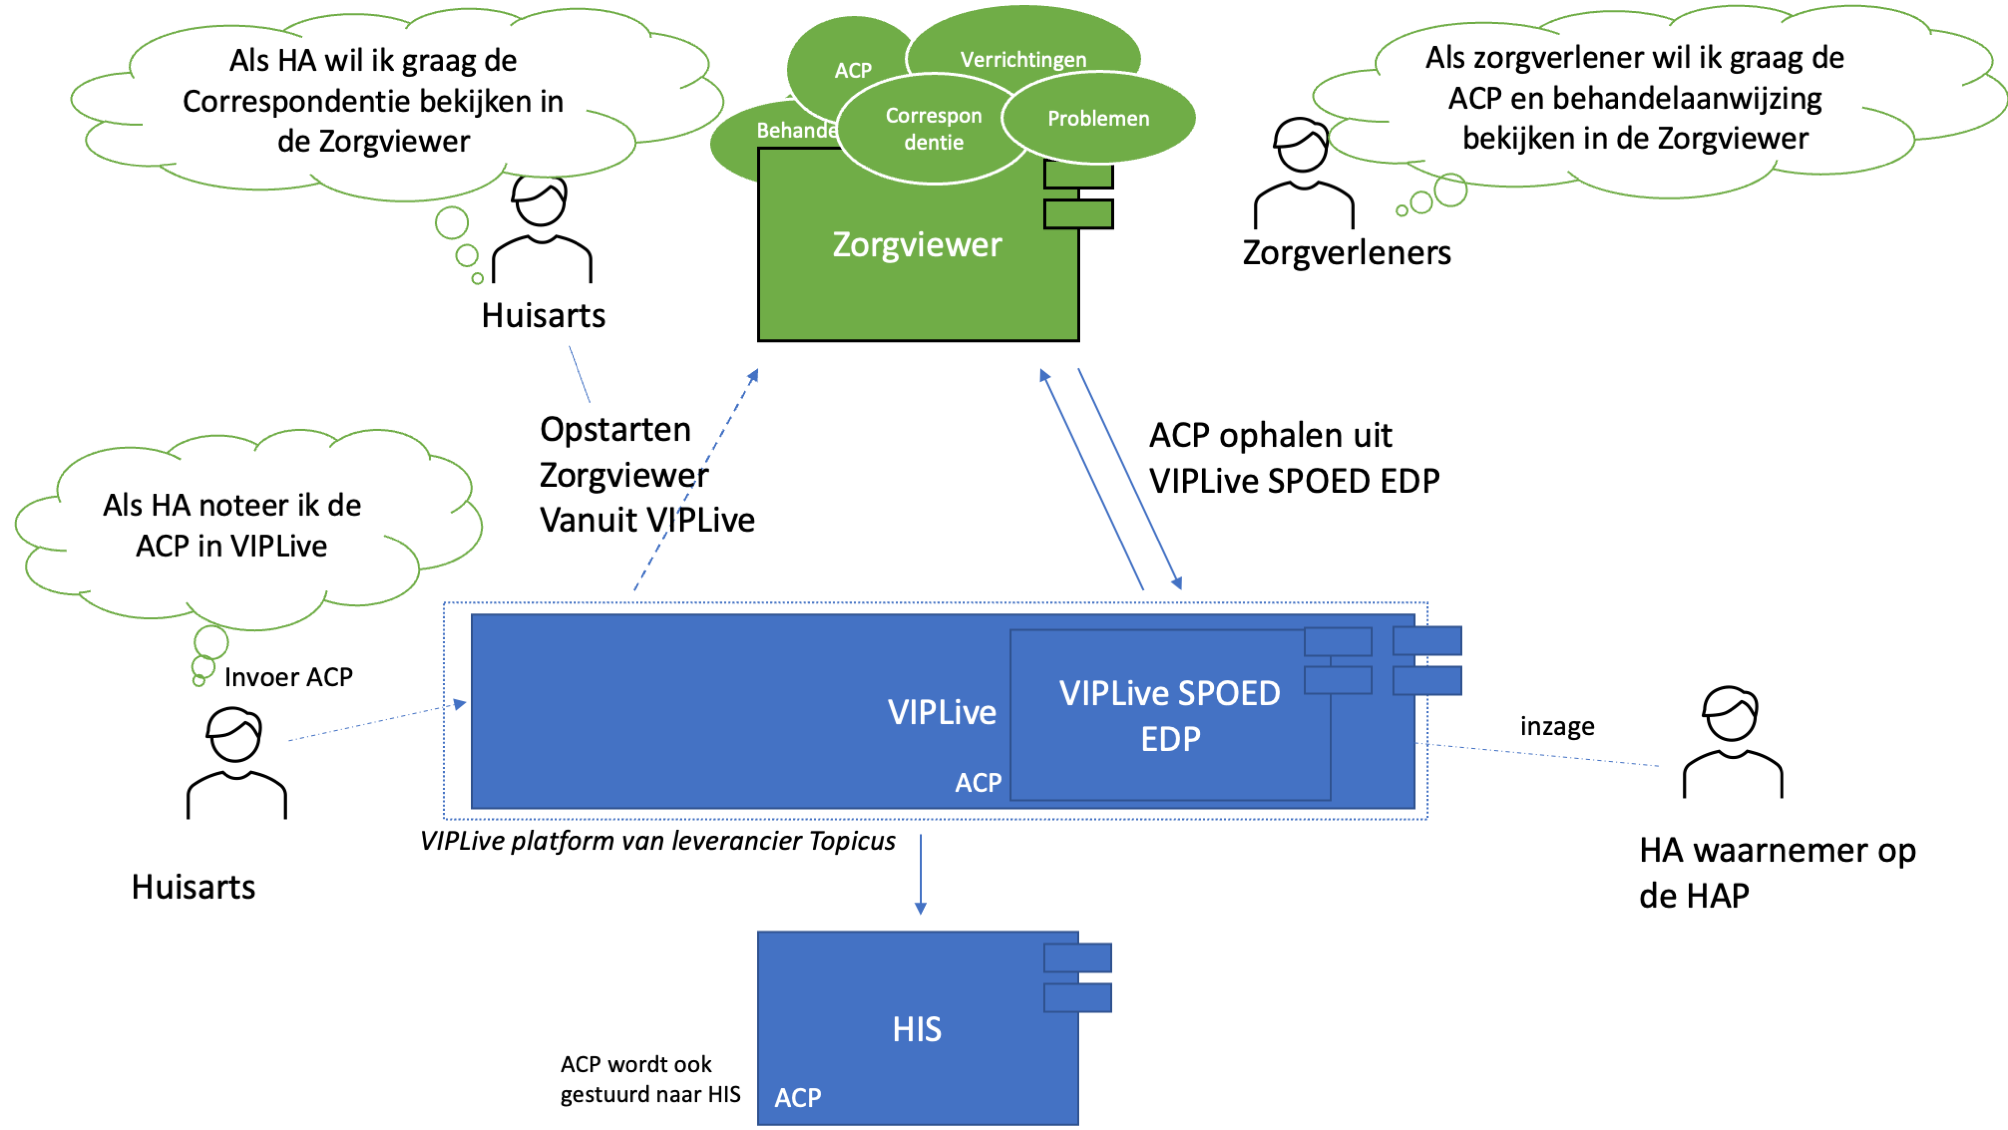 Als HA wil ik graag de
Correspondentie bekijken in
de Zorgviewer
ACP
Verrichtingen
Behande
Correspon
dentie
Problemen
Als zorgverlener wil ik graag de
ACP en behandelaanwijzing
bekijken in de Zorgviewer
Zorgviewer
Zorgverleners
Huisarts
Opstarten
Zorgviewer
Vanuit VIPLive
ACP ophalen uit
VIPLive SPOED EDP
Als HA noteer ik de
ACP in VIPLive
Invoer ACP
Huisarts
VIPLive
ACP
VIPLive SPOED
EDP
inzage
HA waarnemer op
de HAP
VIPLive platform van leverancier Topicus
HIS
ACP
ACP wordt ook
gestuurd naar HIS